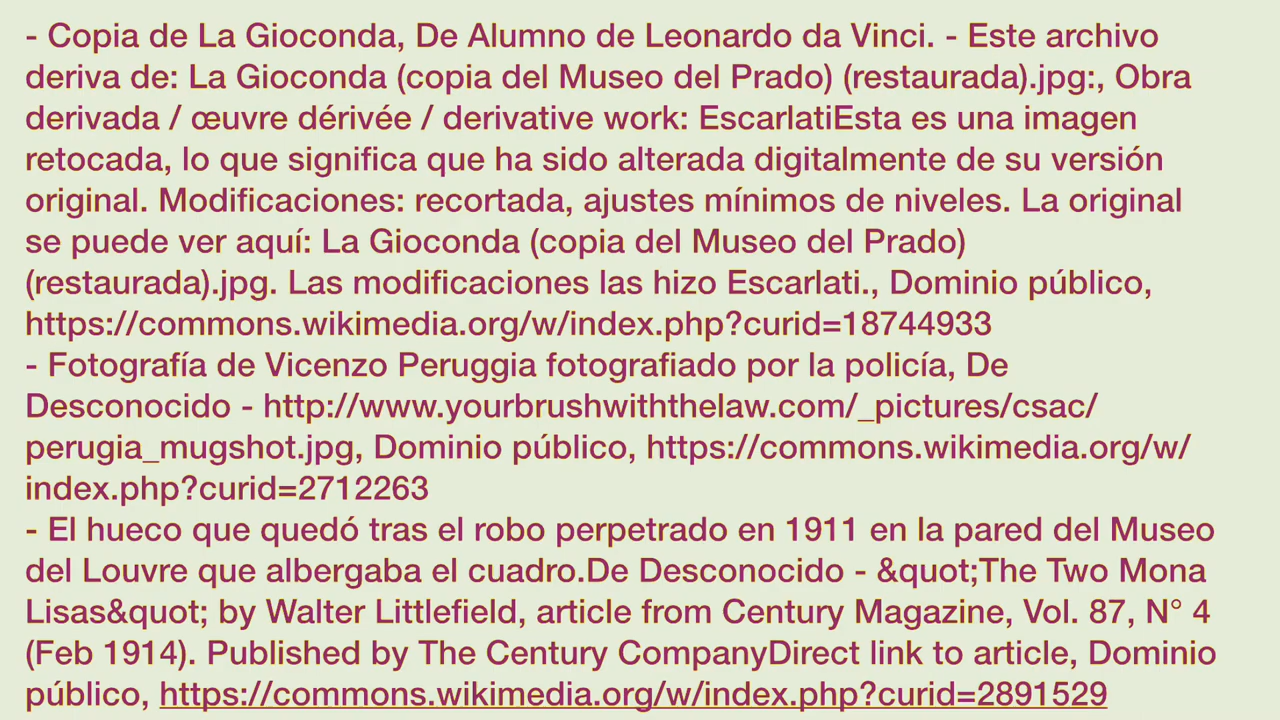 - Copia de La Gioconda, De Alumno de Leonardo da Vinci. - Este archivo
deriva de: La Gioconda (copia del Museo del Prado) (restaurada).jpg:, Obra
derivada / œuvre dérivée / derivative work: EscarlatiEsta es una imagen
retocada, lo que significa que ha sido alterada digitalmente de su versión
original. Modificaciones: recortada, ajustes mínimos de niveles. La original
se puede ver aquí: La Gioconda (copia del Museo del Prado)
(restaurada).jpg. Las modificaciones las hizo Escarlati., Dominio público,
https://commons.wikimedia.org/w/index.php?curid=18744933
- Fotografía de Vicenzo Peruggia fotografiado por la policía, De
Desconocido - http://www.yourbrushwiththelaw.com/_pictures/csac/
perugia_mugshot.jpg, Dominio público, https://commons.wikimedia.org/w/
index.php?curid=2712263
- El hueco que quedó tras el robo perpetrado en 1911 en la pared del Museo
del Louvre que albergaba el cuadro.De Desconocido - &quot;The Two Mona
Lisas&quot; by Walter Littlefield, article from Century Magazine, Vol. 87, N° 4
(Feb 1914). Published by The Century CompanyDirect link to article, Dominio
público, https://commons.wikimedia.org/w/index.php?curid=2891529